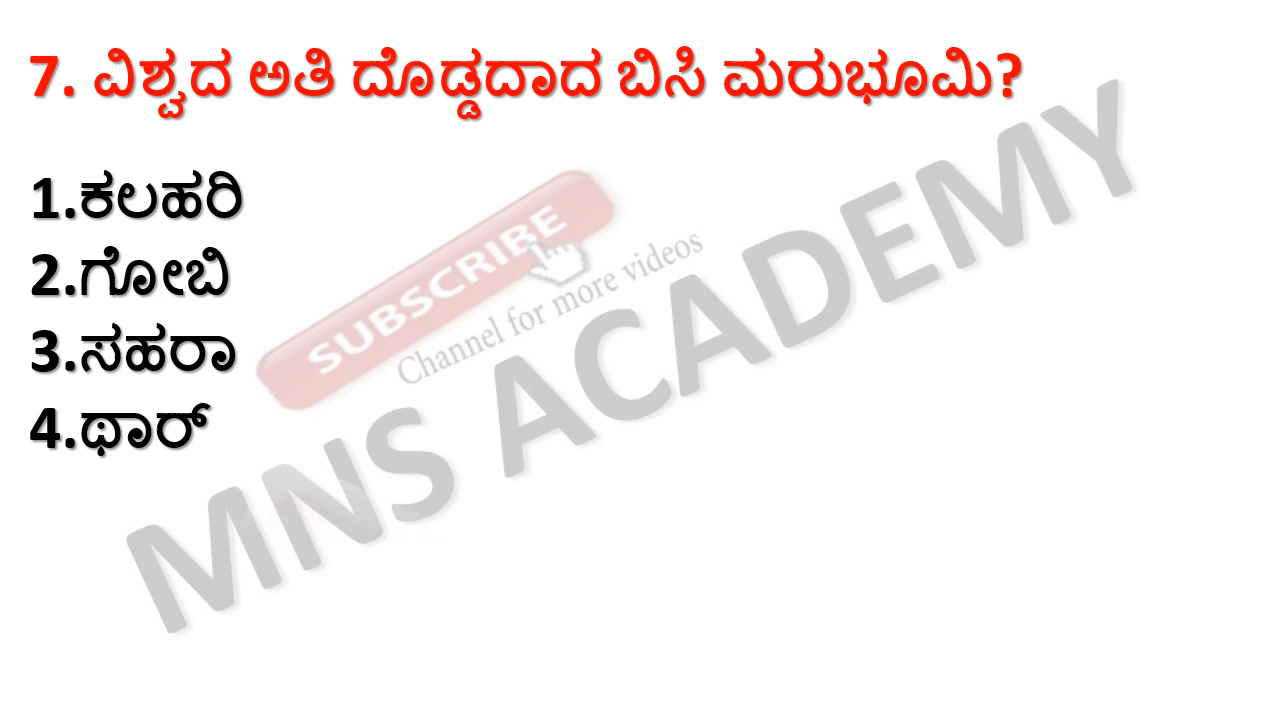 7. ವಿಶ್ವದ ಅತಿ ದೊಡ್ಡದಾದ ಬಿಸಿ ಮರುಭೂಮಿ?
1.ಕಲಹರಿ
2.ಗೋಬಿ
3.ಸಹರಾ
4.ಥಾರ್
SUBSCRIBE
Channel for more videos
MNS ACADEMY